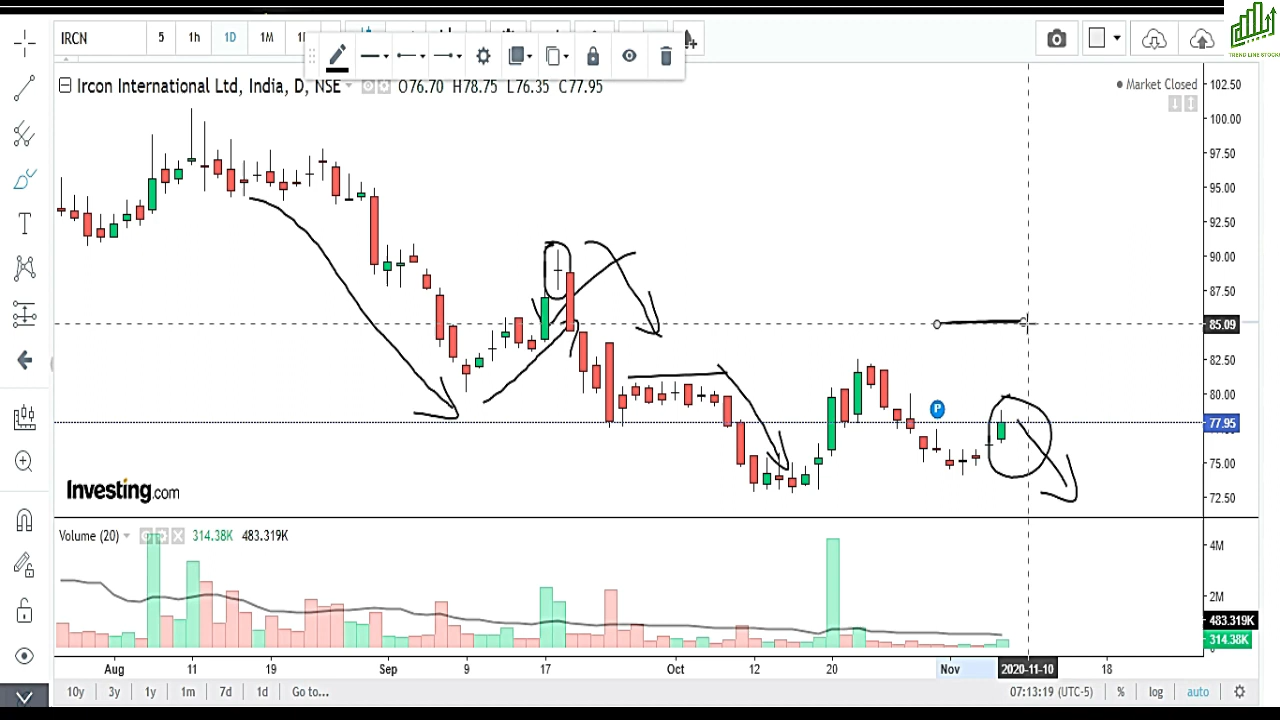 IRCN 5 1h 1D 1M
TREND LINE STOCK
Ircon International Ltd, India, D, NSE O76.70 H78.75 L76.35 C77.95
Market Closed
102.50
100.00
97.50
95.00
92.50
90.00
87.50
85.09
82.50
80.00
77.95
75.00
72.50
P
Investing.com
Volume (20) 314.38K 483.319K
4M
2M
483.319K
314.38K
0
Aug 11 19 Sep 9 17 Oct 12 20 Nov 2020-11-10 18
10y 3y 1y 1m 7d 1d Go to... 07:13:19 (UTC-5) % log auto